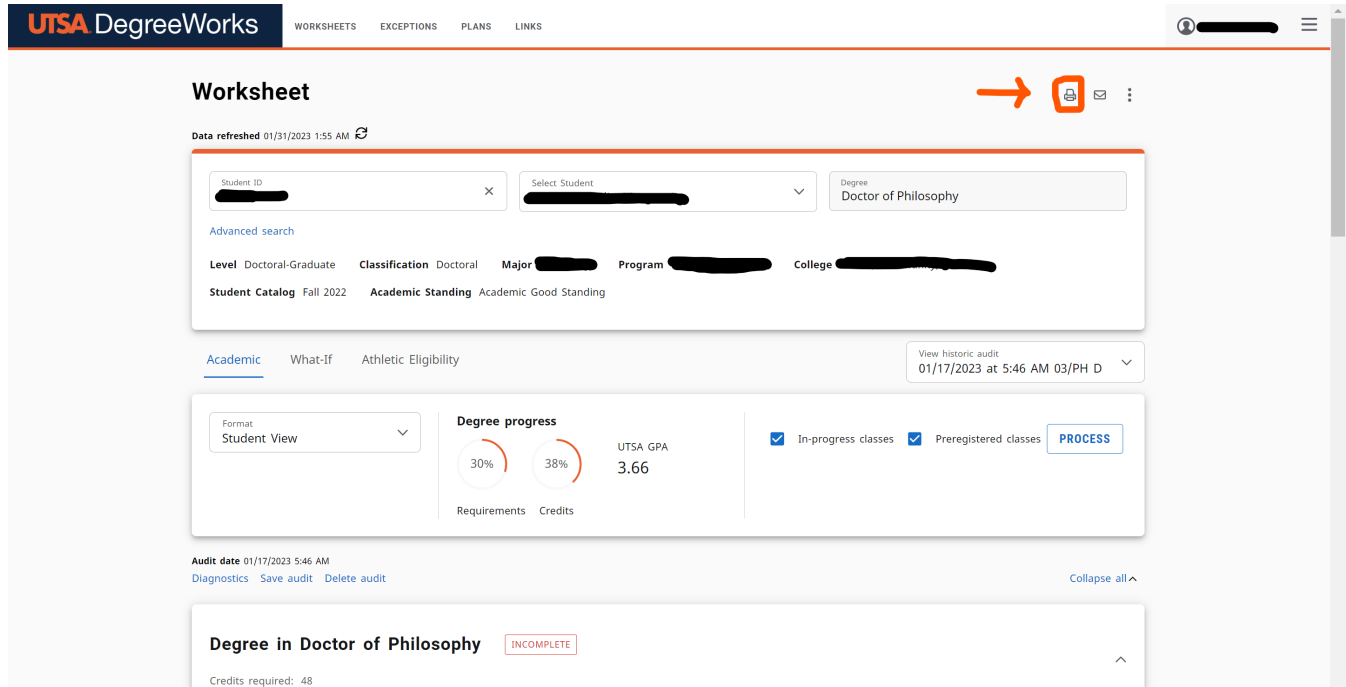 UTSA DegreeWorks WORKSHEETS EXCEPTIONS PLANS LINKS
Worksheet
Data refreshed 01/31/2023 1:55 AM
Student ID
Select Student
Degree
Doctor of Philosophy
Advanced search
Level Doctoral-Graduate Classification Doctoral Major Program College
Student Catalog Fall 2022 Academic Standing Academic Good Standing
Academic What-If Athletic Eligibility
View historic audit
01/17/2023 at 5:46 AM 03/PH D
Format
Student View
Degree progress
30% 38%
Requirements Credits
UTSA GPA
3.66
In-progress classes Preregistered classes PROCESS
Audit date 01/17/2023 5:46 AM
Diagnostics Save audit Delete audit Collapse all
Degree in Doctor of Philosophy INCOMPLETE
Credits required: 48